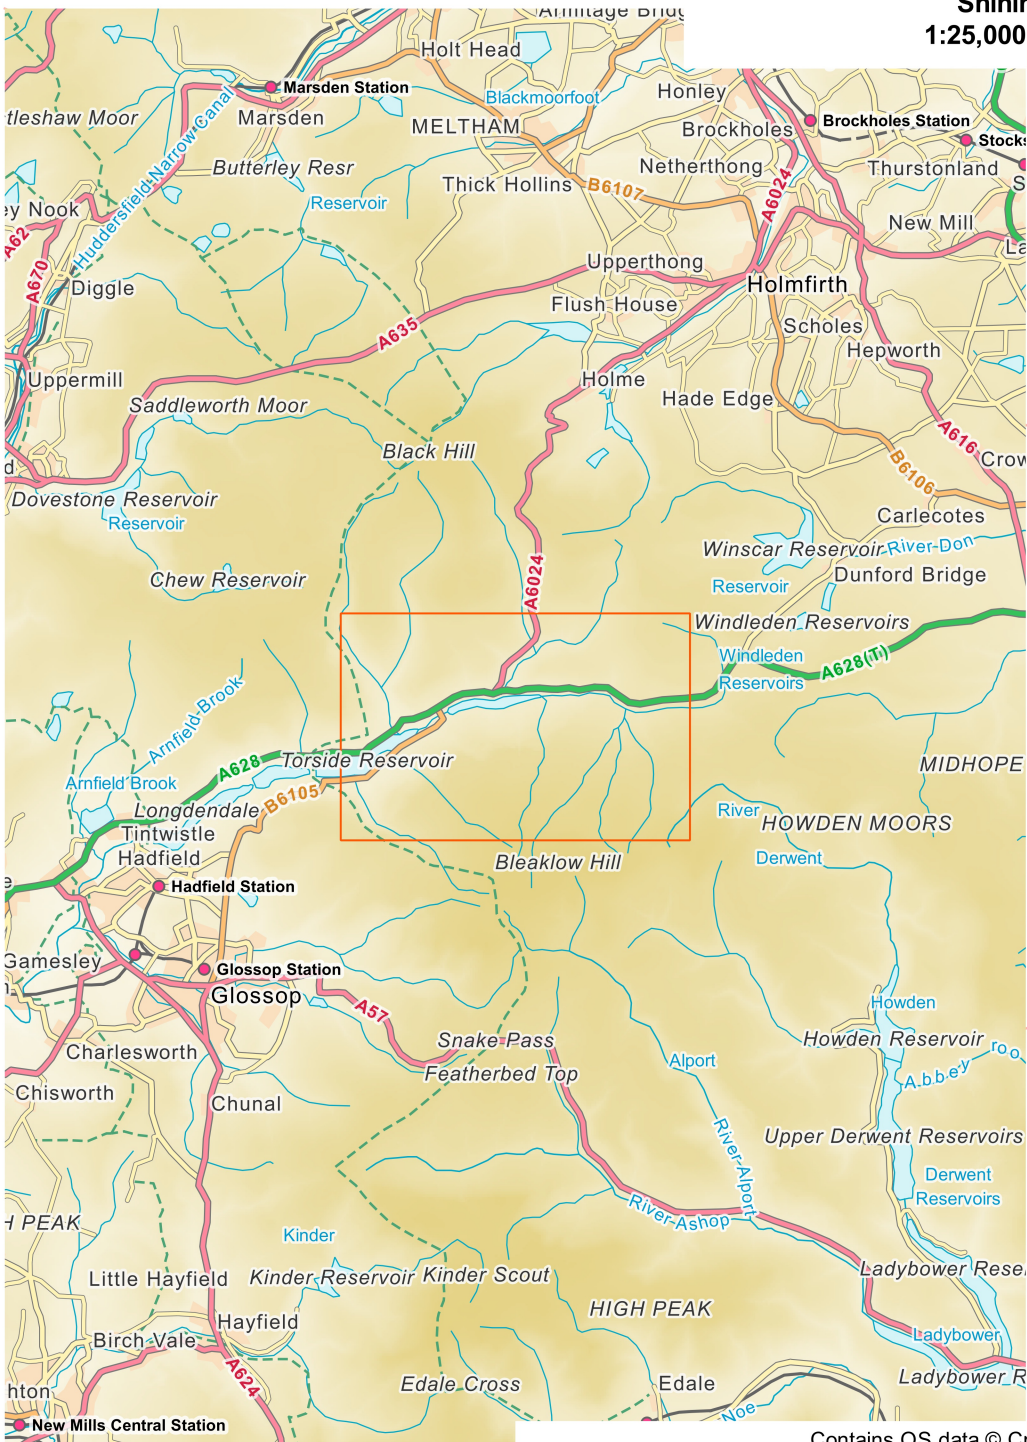 1:25,000
Holt Head
Marsden Station
Blackmoorfoot
Honley
Marsden
MELTHAM
Brockholes
Brockholes Station
Huddersfield-Narrow-Canal
Butterley Resr
Netherthong
Thurstonland
Thick Hollins
B6107
A6024
Reservoir
New Mill
A62
A670
Upperthong
Diggle
Holmfirth
Flush House
A635
Scholes
Hepworth
Uppermill
Holme
Saddleworth Moor
Hade Edge
Black Hill
A616
B6106
Dovestone Reservoir
Reservoir
Carlecotes
Winscar Reservoir
River-Don
Chew Reservoir
A6024
Reservoir
Dunford Bridge
Windleden Reservoirs
Windleden
Reservoirs
A628(T)
Arnfield-Brook
A628
Torside Reservoir
MIDHOPE
Arnfield Brook
B6105
Longdendale
River
HOWDEN MOORS
Tintwistle
Hadfield
Bleaklow Hill
Derwent
Hadfield Station
Gamesley
Glossop Station
Glossop
A57
Howden
Snake Pass
Howden Reservoir
Charlesworth
Featherbed Top
Alport
Abbey
Chisworth
Chunal
River-Alport
Upper Derwent Reservoirs
Derwent
Reservoirs
River-Ashop
H PEAK
Kinder
Little Hayfield
Kinder Reservoir
Kinder Scout
HIGH PEAK
Hayfield
Birch Vale
Ladybower
A624
Edale Cross
Edale
Noe
New Mills Central Station
Contains OS data ©